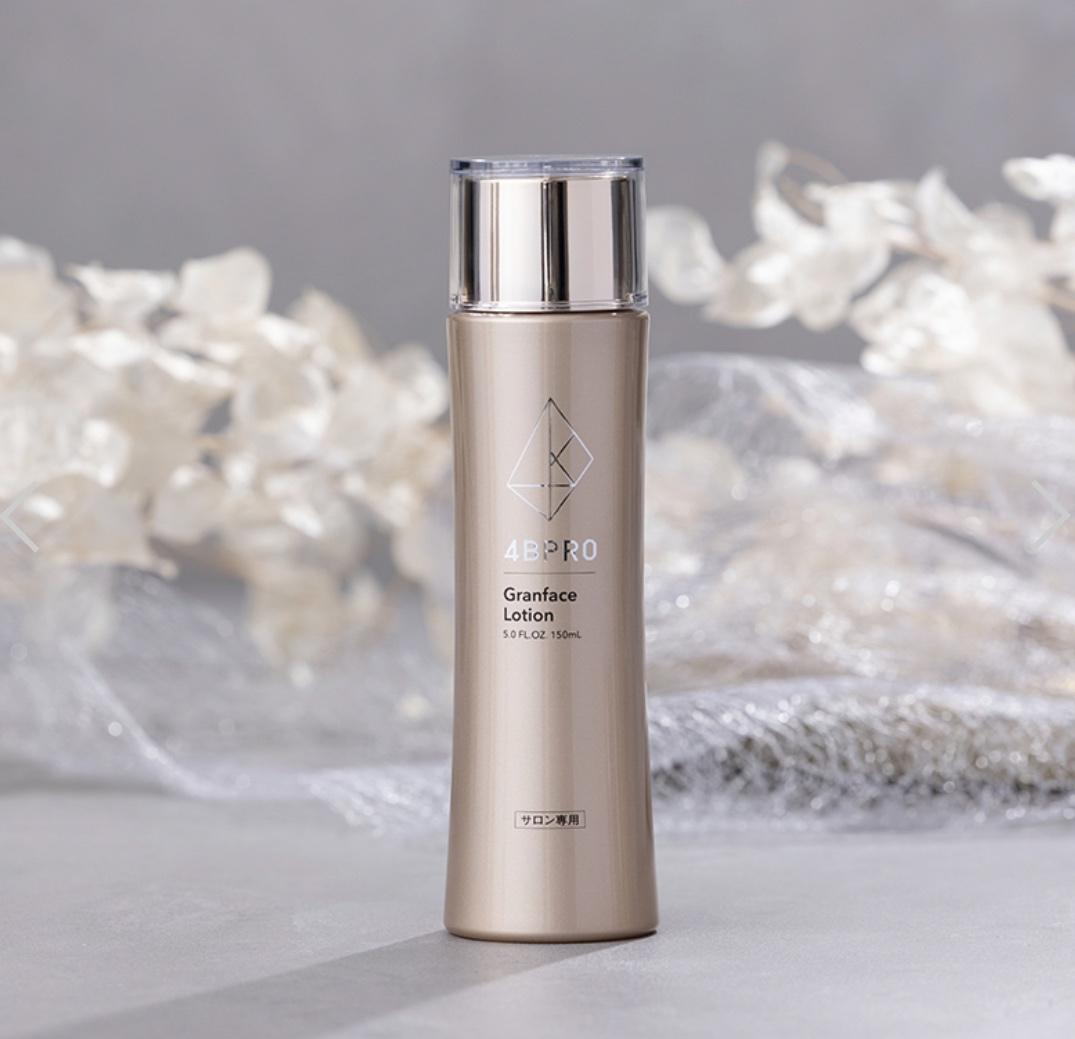 4BPRO
Granface
Lotion
5.0 FL.OZ. 150mL
サロン専用